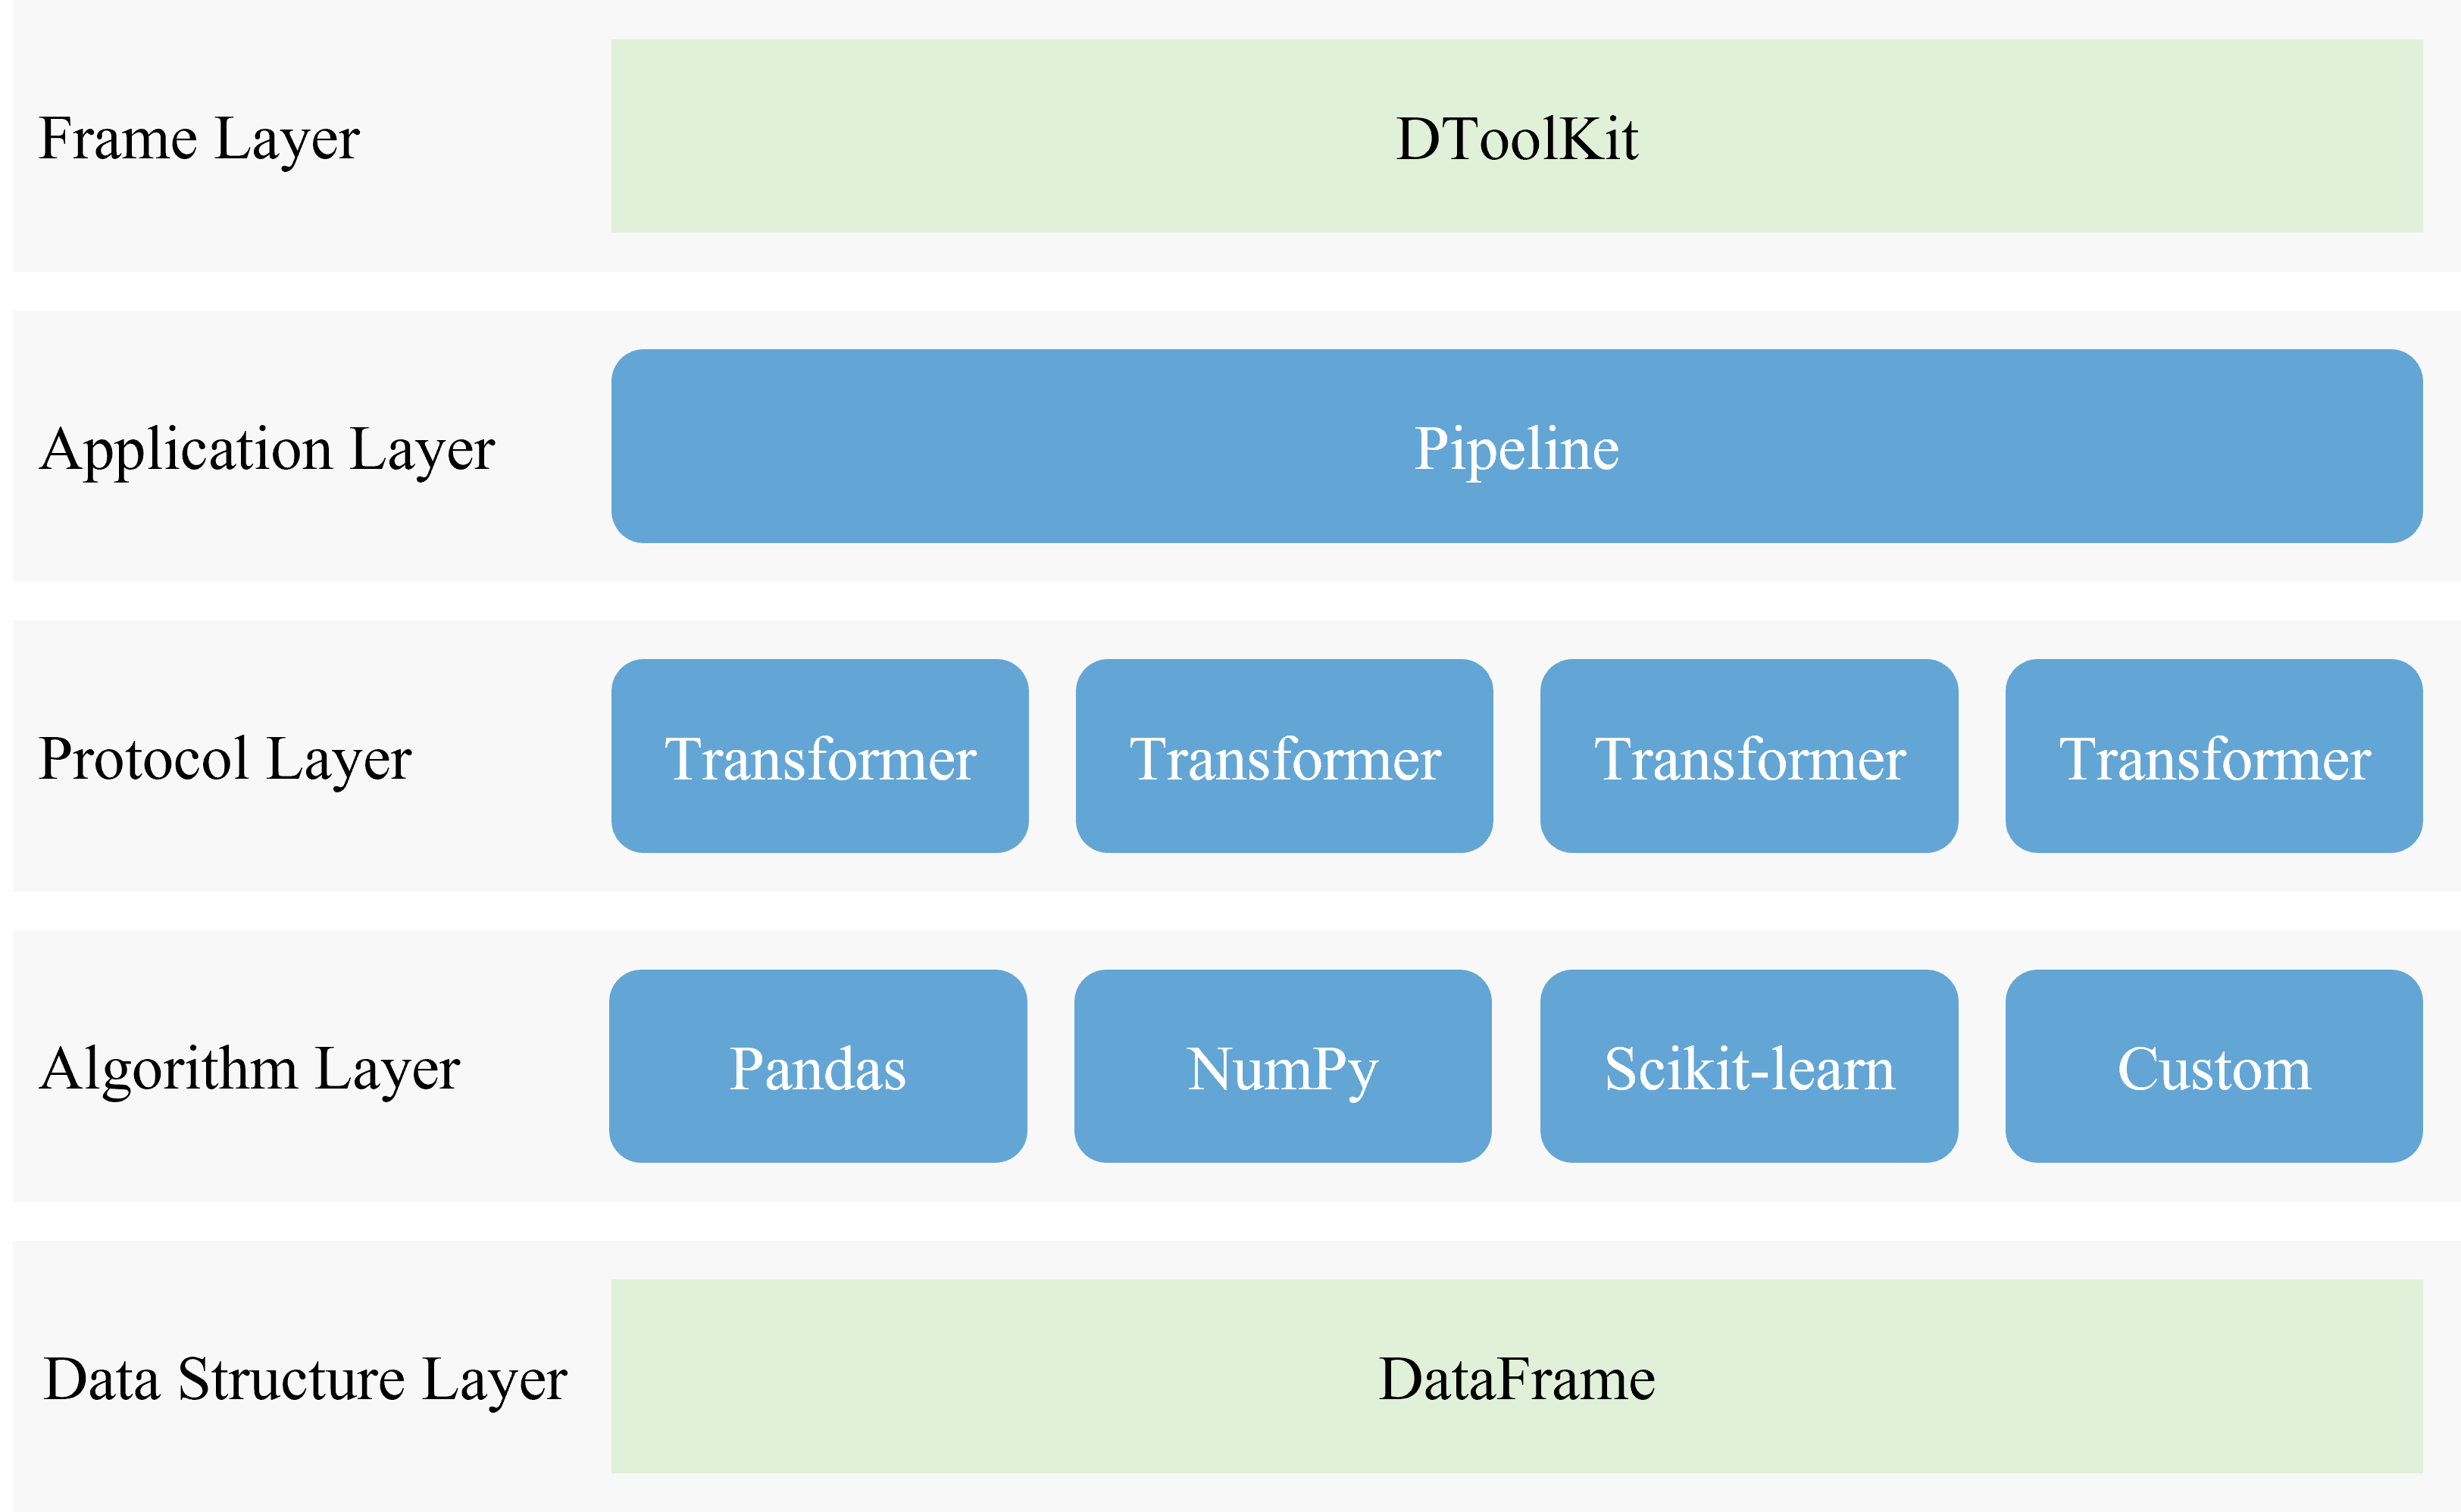 Frame Layer
DToolKit
Application Layer
Pipeline
Protocol Layer
Transformer
Transformer
Transformer
Transformer
Algorithm Layer
Pandas
NumPy
Scikit-learn
Custom
Data Structure Layer
DataFrame